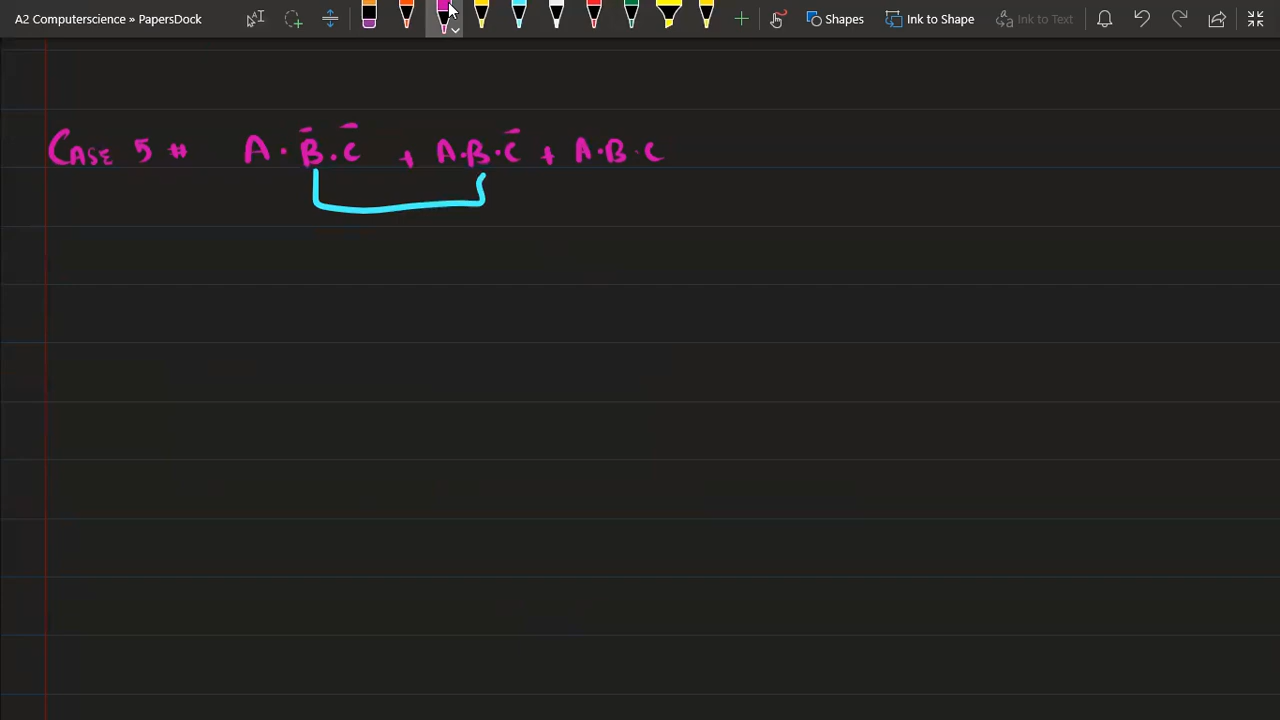 A2 Computerscience » PapersDock Shapes Ink to Shape Ink to Text
CASE 5 # A · B̄ · C̄ + A·B·C̄ + A·B·C